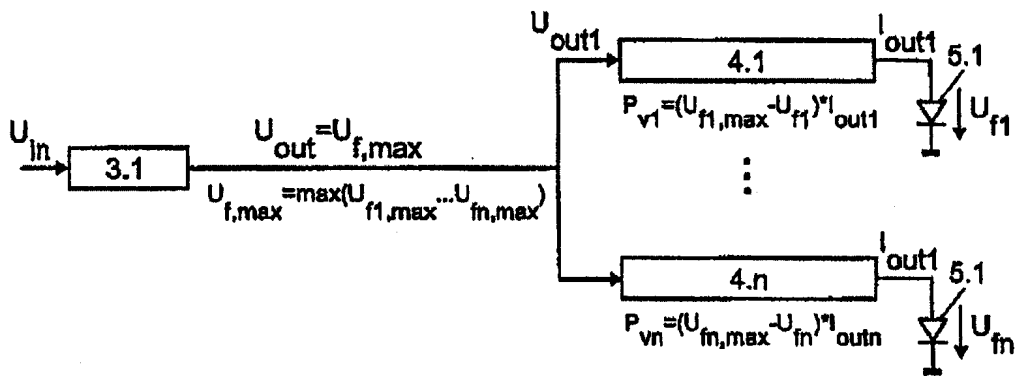 U_in
3.1
U_out=U_f,max
U_f,max=max(U_f1,max...U_fn,max)
U_out1
4.1
P_v1=(U_f1,max-U_f1)*I_out1
I_out1
5.1
U_f1
4.n
P_vn=(U_fn,max-U_fn)*I_outn
I_out1
5.1
U_fn